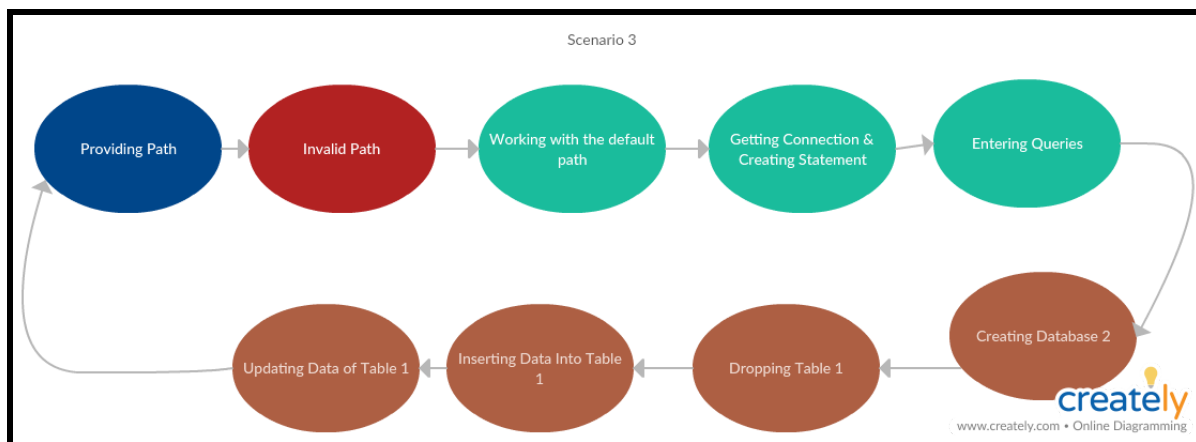 Scenario 3
Providing Path
Invalid Path
Working with the default
path
Getting Connection &
Creating Statement
Entering Queries
Creating Database 2
Dropping Table 1
Inserting Data Into Table
1
Updating Data of Table 1
creately
www.creately.com • Online Diagramming